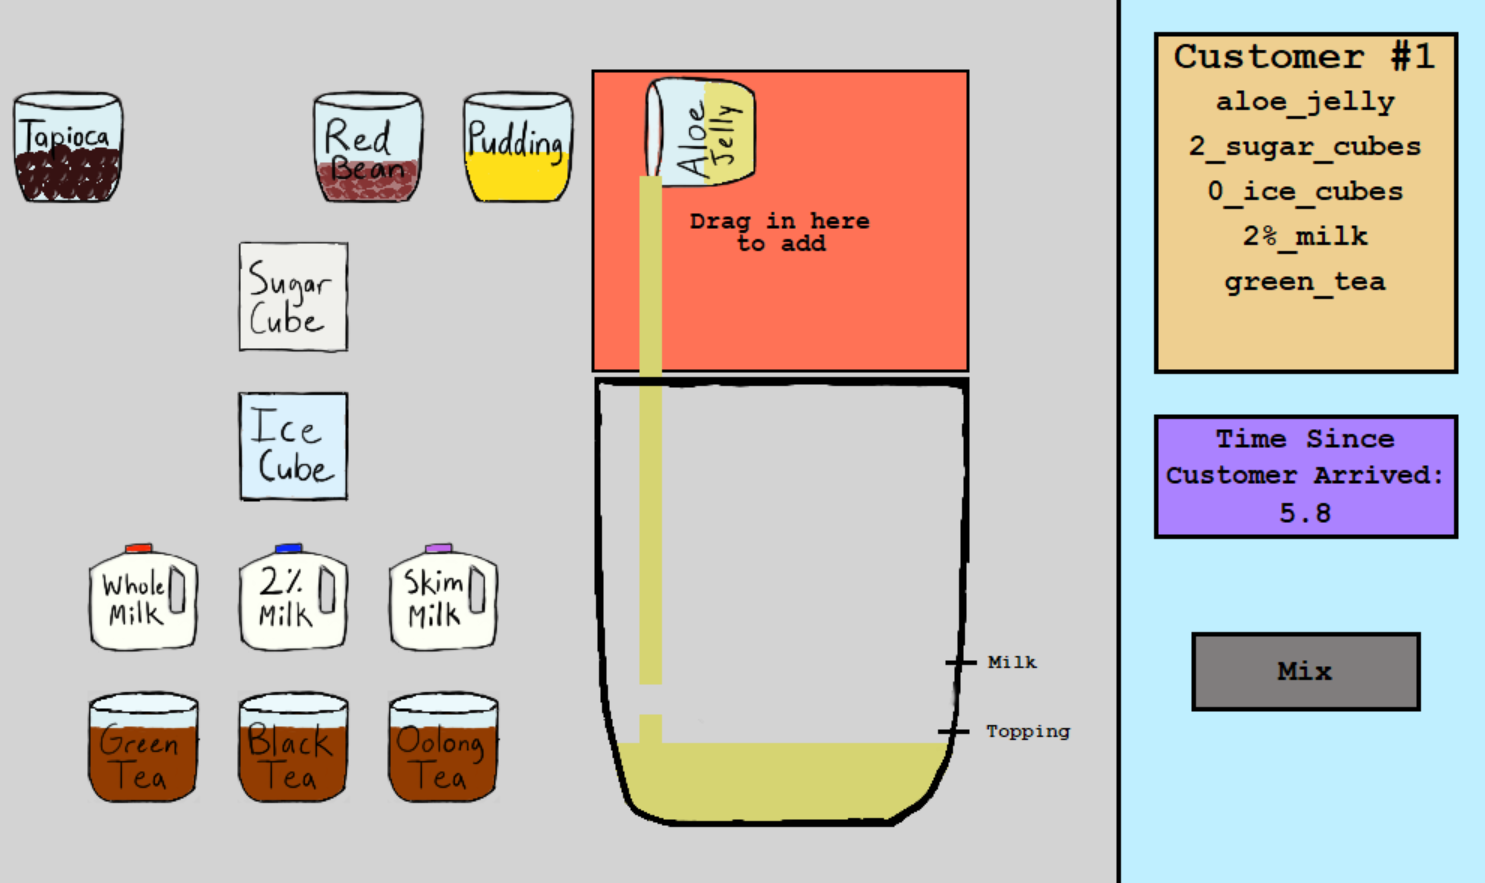 Tapioca
Red
Bean
Pudding
Aloe
Jelly
Drag in here
to add
Sugar
Cube
Ice
Cube
Whole
Milk
2%
Milk
Skim
Milk
Green
Tea
Black
Tea
Oolong
Tea
Milk
Topping
Customer #1
aloe_jelly
2_sugar_cubes
0_ice_cubes
2%_milk
green_tea
Time Since
Customer Arrived:
5.8
Mix